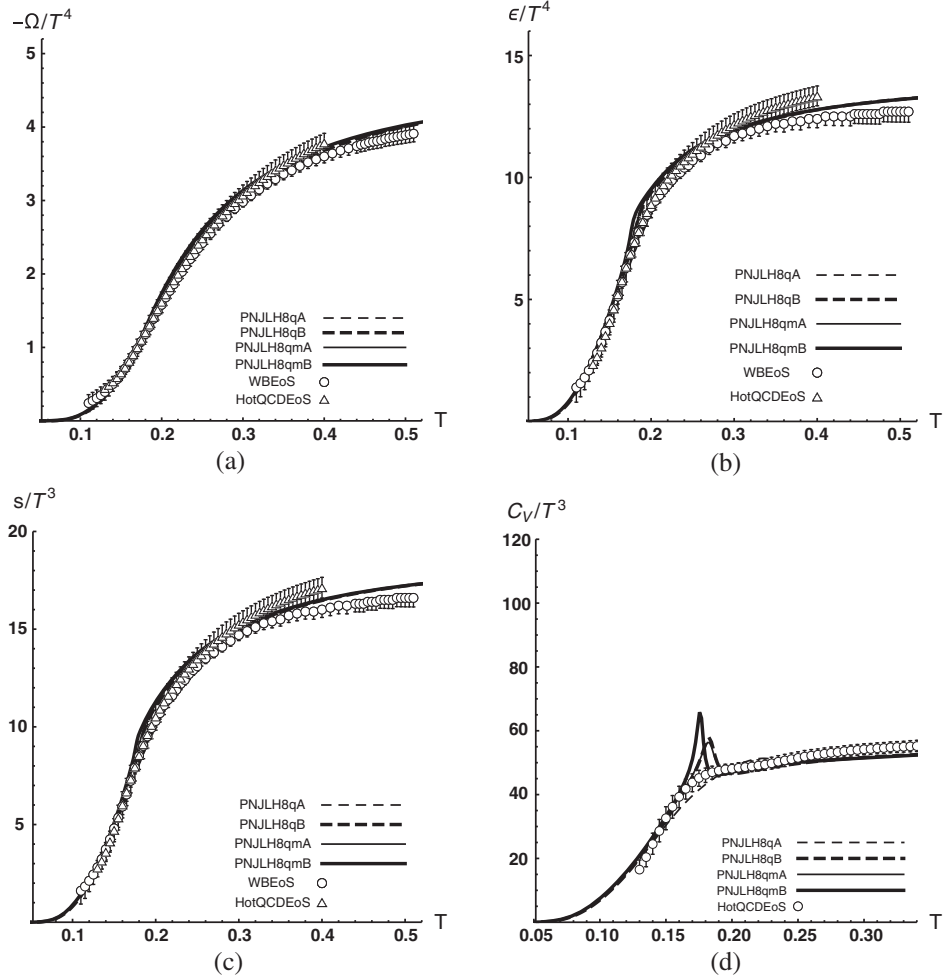 −Ω/T⁴
5
4
3
2
1
0.1 0.2 0.3 0.4 0.5 T
PNJLH8qA
PNJLH8qB
PNJLH8qmA
PNJLH8qmB
WBEoS
HotQCDEoS
(a)
ϵ/T⁴
15
10
5
0.1 0.2 0.3 0.4 0.5 T
PNJLH8qA
PNJLH8qB
PNJLH8qmA
PNJLH8qmB
WBEoS
HotQCDEoS
(b)
s/T³
20
15
10
5
0.1 0.2 0.3 0.4 0.5 T
PNJLH8qA
PNJLH8qB
PNJLH8qmA
PNJLH8qmB
WBEoS
HotQCDEoS
(c)
C_V/T³
120
100
80
60
40
20
0.05 0.10 0.15 0.20 0.25 0.30 T
PNJLH8qA
PNJLH8qB
PNJLH8qmA
PNJLH8qmB
HotQCDEoS
(d)